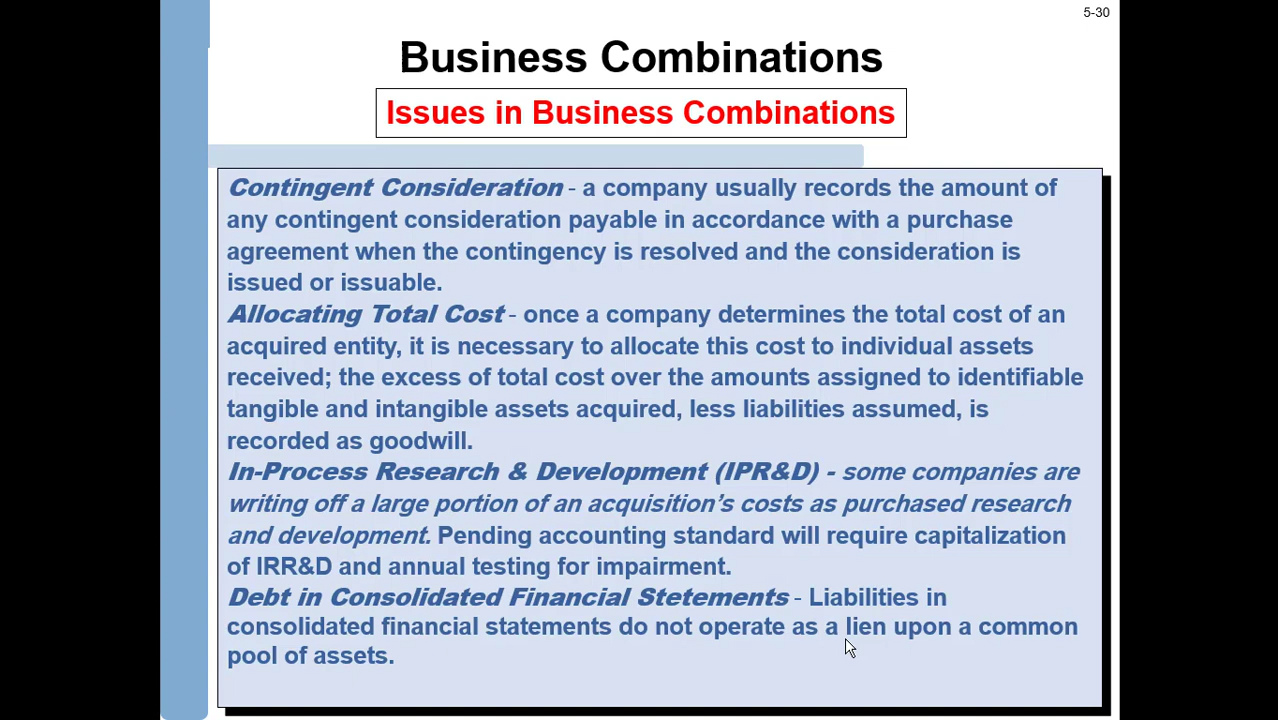 5-30
Business Combinations
Issues in Business Combinations
Contingent Consideration - a company usually records the amount of
any contingent consideration payable in accordance with a purchase
agreement when the contingency is resolved and the consideration is
issued or issuable.
Allocating Total Cost - once a company determines the total cost of an
acquired entity, it is necessary to allocate this cost to individual assets
received; the excess of total cost over the amounts assigned to identifiable
tangible and intangible assets acquired, less liabilities assumed, is
recorded as goodwill.
In-Process Research & Development (IPR&D) - some companies are
writing off a large portion of an acquisition’s costs as purchased research
and development. Pending accounting standard will require capitalization
of IRR&D and annual testing for impairment.
Debt in Consolidated Financial Stetements - Liabilities in
consolidated financial statements do not operate as a lien upon a common
pool of assets.